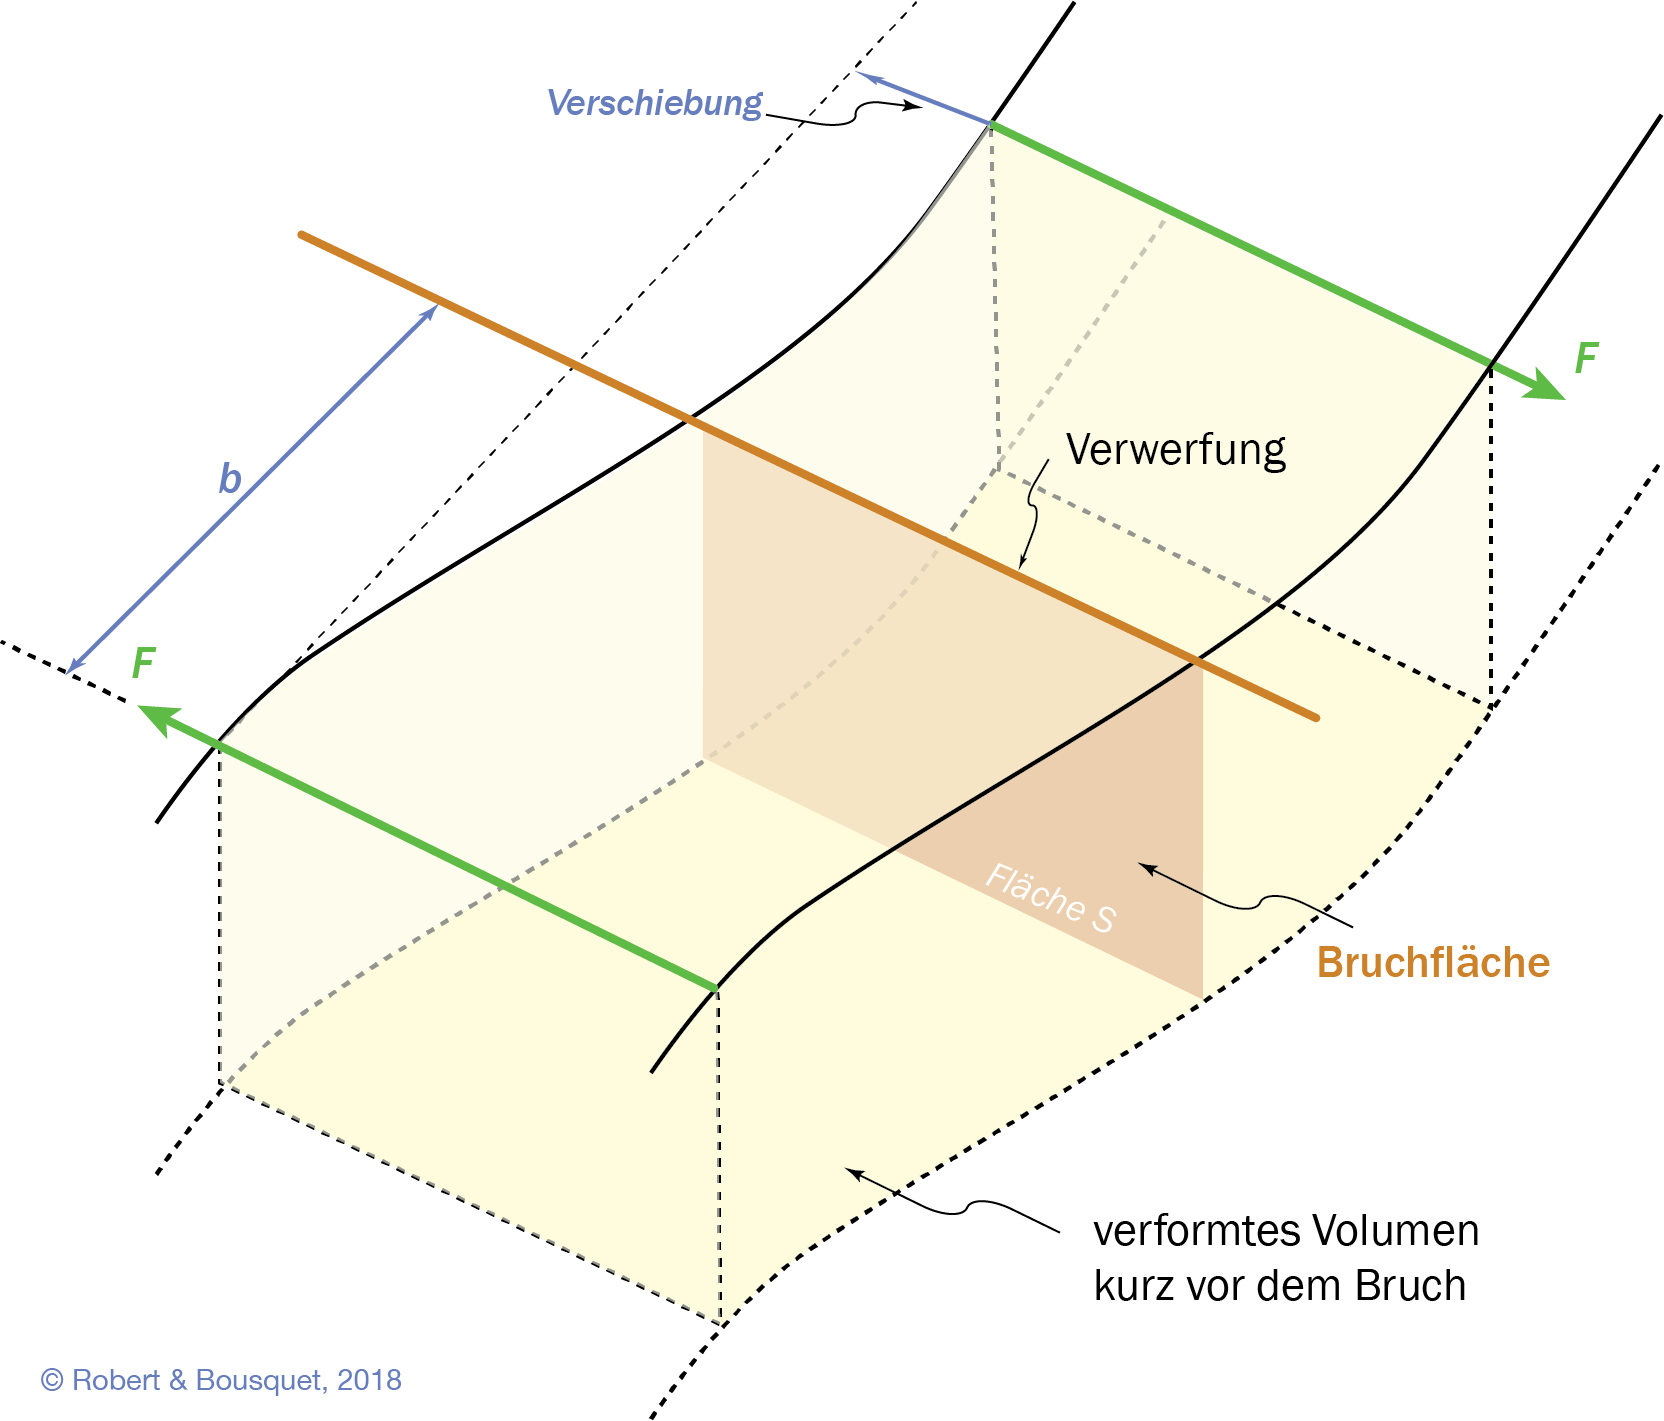 Verschiebung
F
Verwerfung
b
F
Fläche S
Bruchfläche
verformtes Volumen
kurz vor dem Bruch
© Robert & Bousquet, 2018